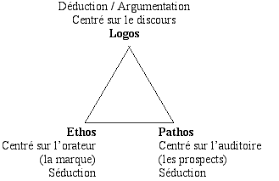 Déduction / Argumentation
Centré sur le discours
Logos
Ethos
Centré sur l'orateur
(la marque)
Séduction
Pathos
Centré sur l'auditoire
(les prospects)
Séduction